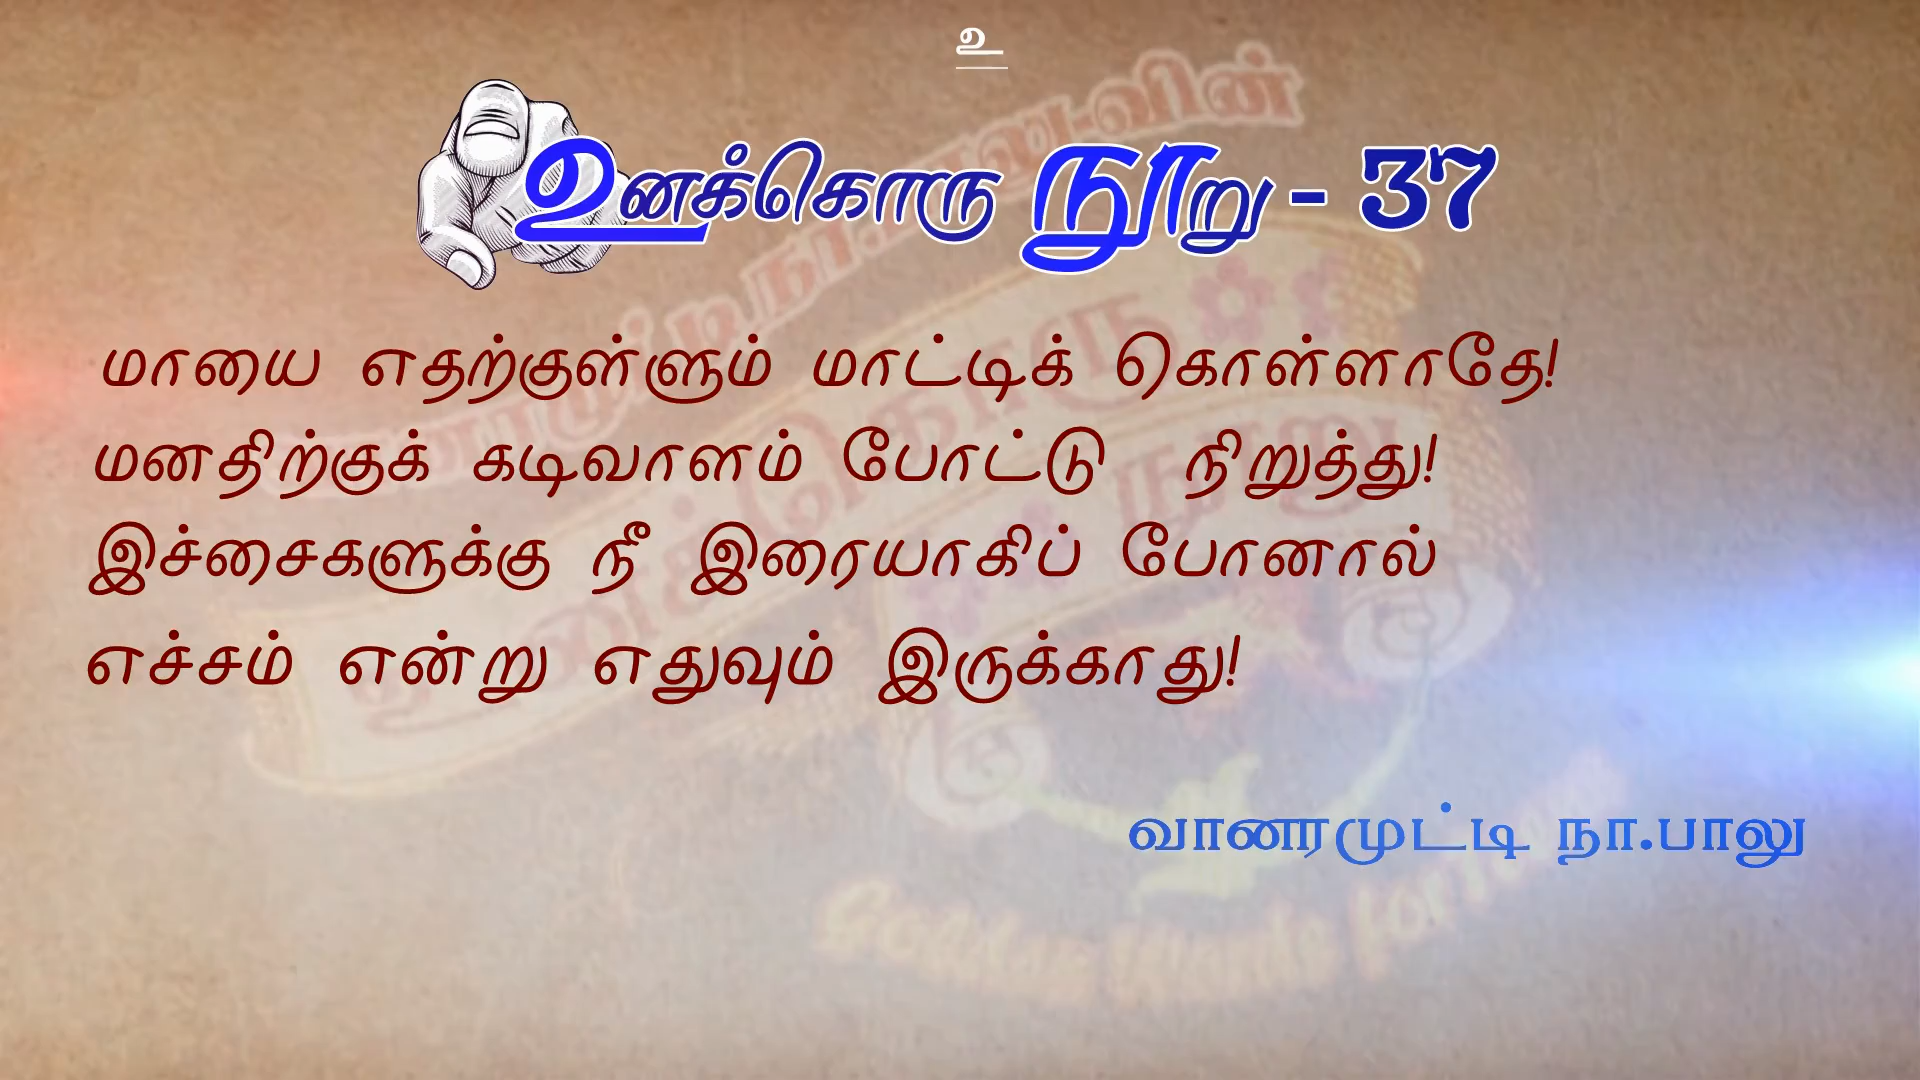 உ
உனக்கொரு நூறு - 37
மாயை எதற்குள்ளும் மாட்டிக் கொள்ளாதே!
மனதிற்குக் கடிவாளம் போட்டு நிறுத்து!
இச்சைகளுக்கு நீ இரையாகிப் போனால்
எச்சம் என்று எதுவும் இருக்காது!
வானரமுட்டி நா.பாலு